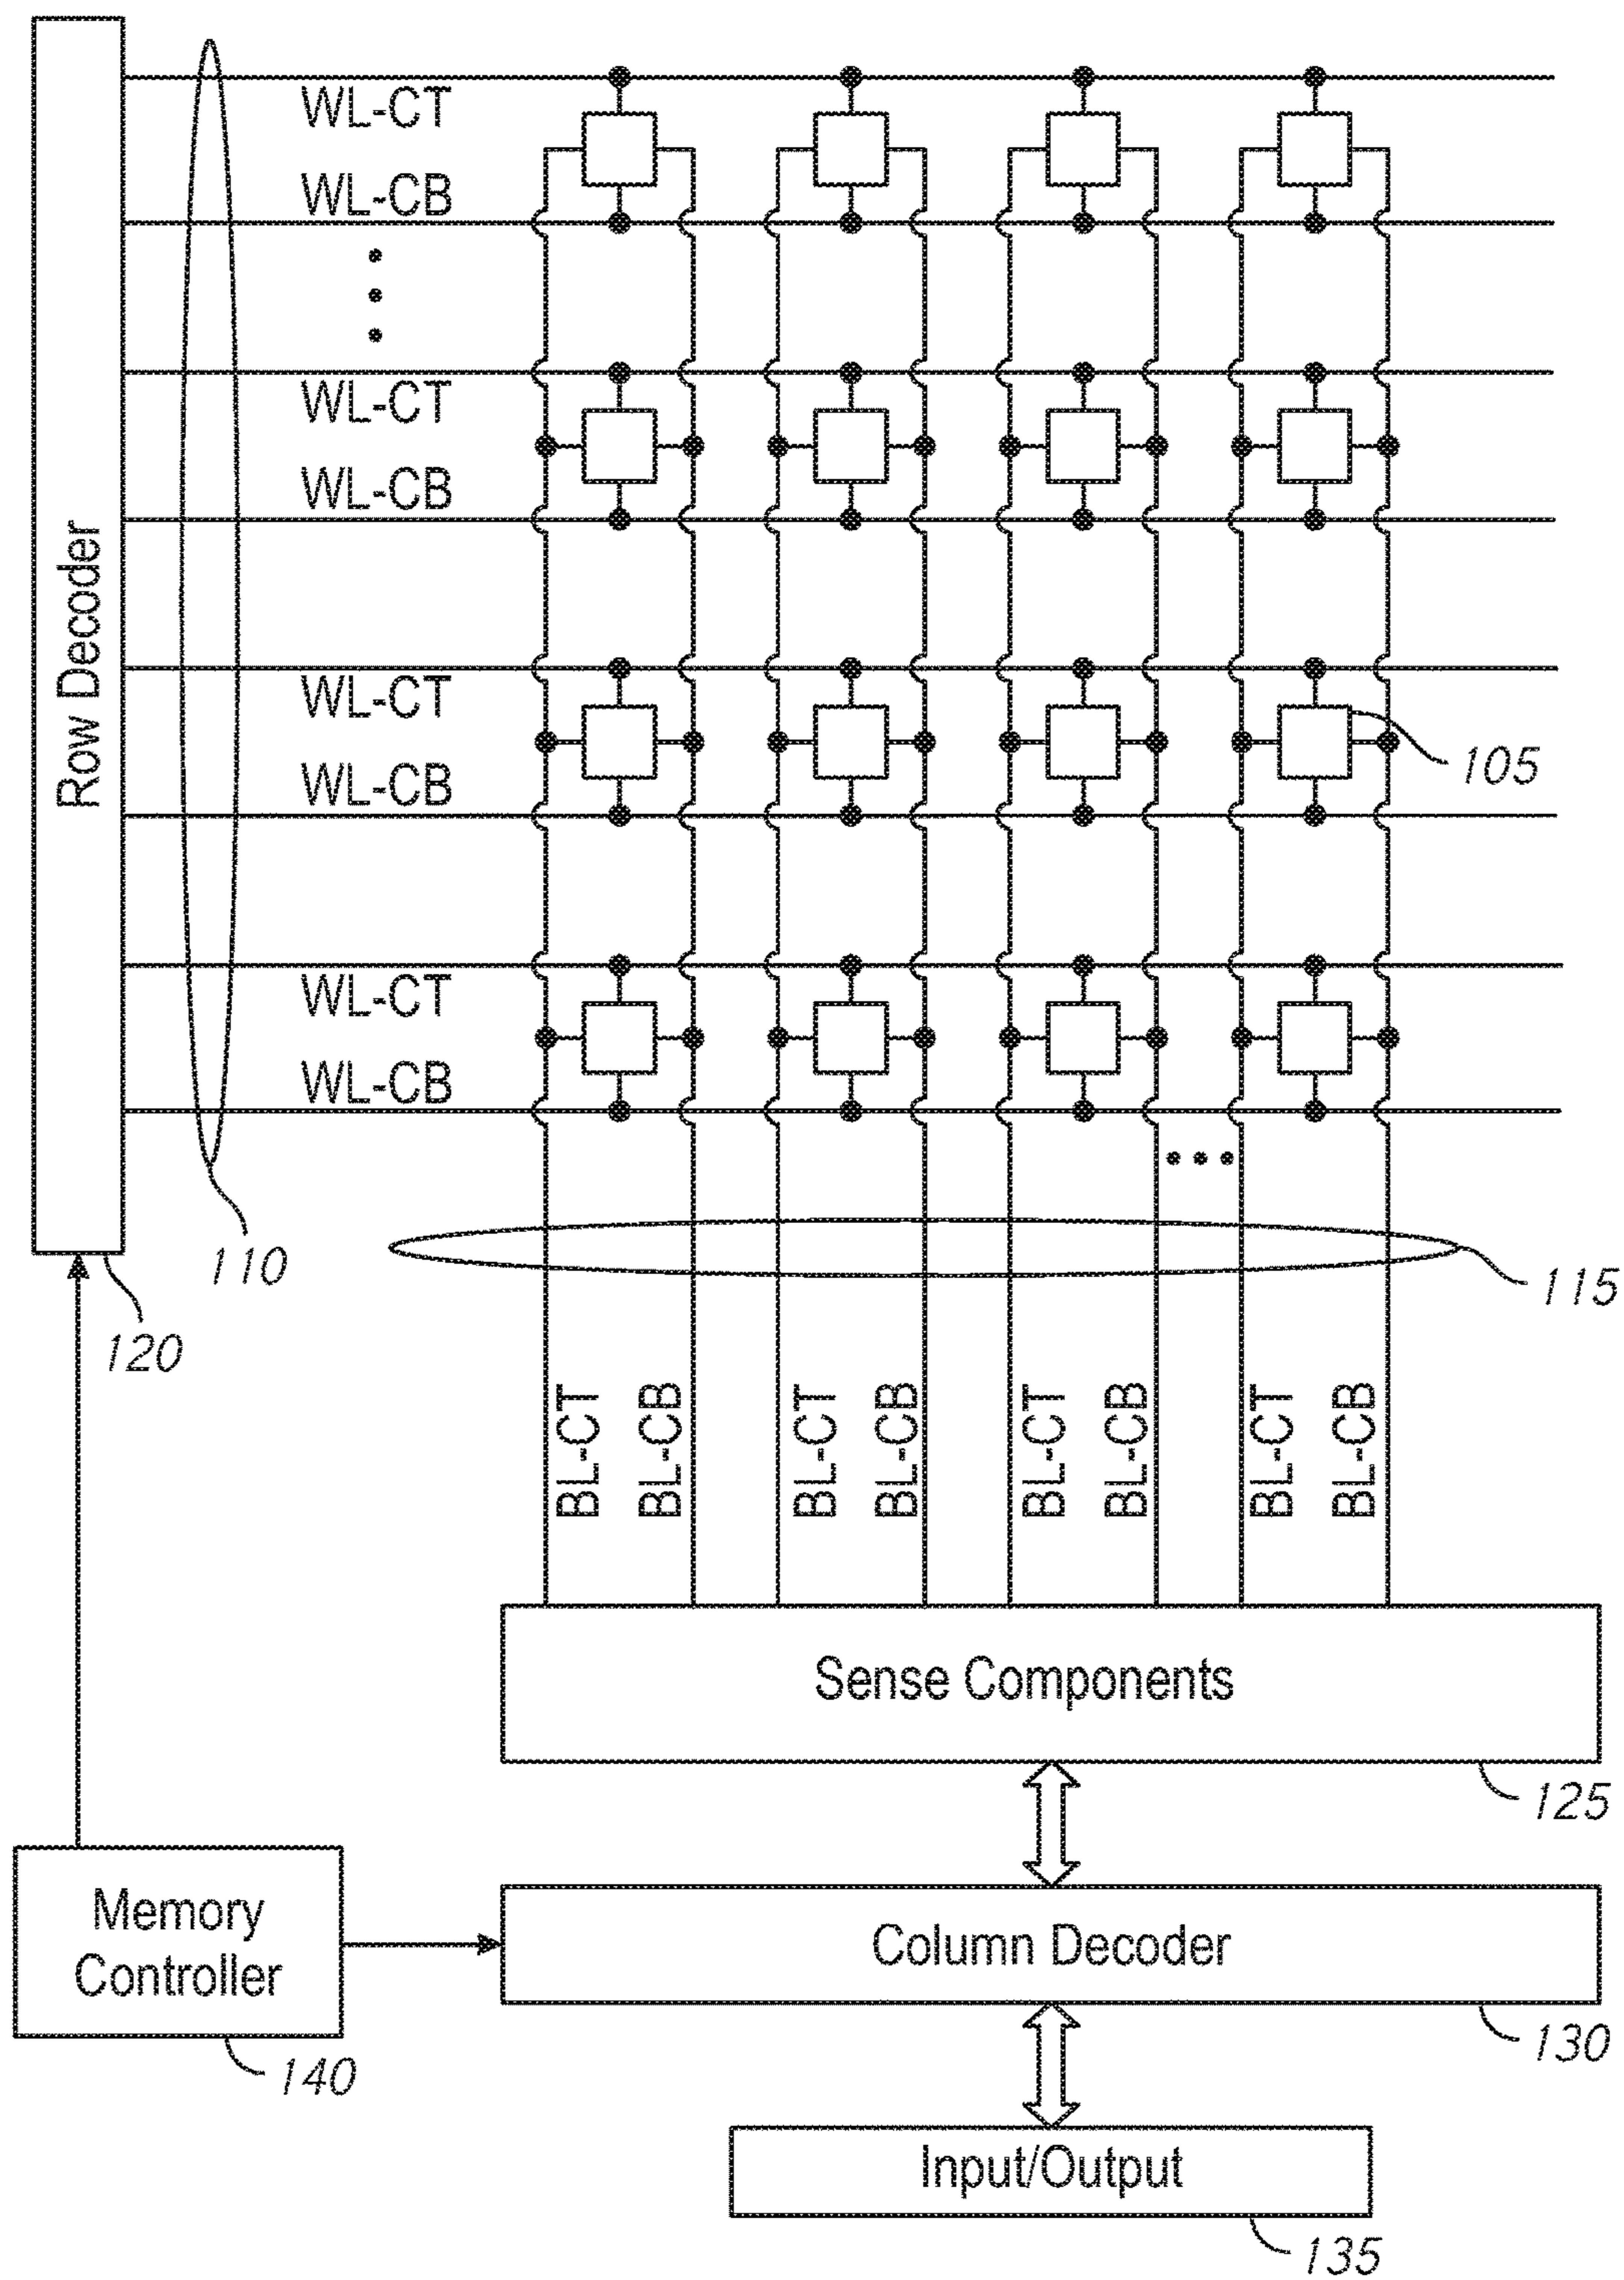 WL-CT
WL-CB
WL-CT
WL-CB
Row Decoder
WL-CT
105
WL-CB
WL-CT
WL-CB
110
115
120
BL-CT
BL-CB
BL-CT
BL-CB
BL-CT
BL-CB
BL-CT
BL-CB
Sense Components
125
Memory
Controller
Column Decoder
130
140
Input/Output
135